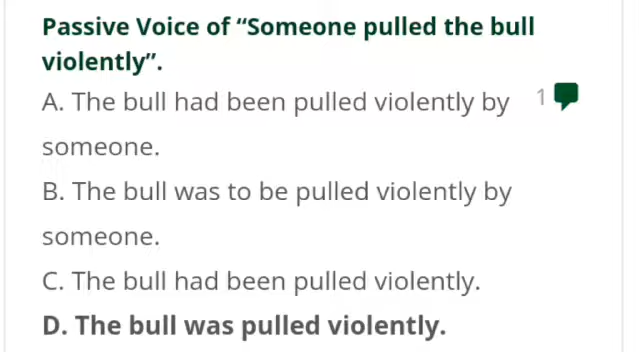 Passive Voice of “Someone pulled the bull
violently”.
A. The bull had been pulled violently by
1
someone.
B. The bull was to be pulled violently by
someone.
C. The bull had been pulled violently.
D. The bull was pulled violently.